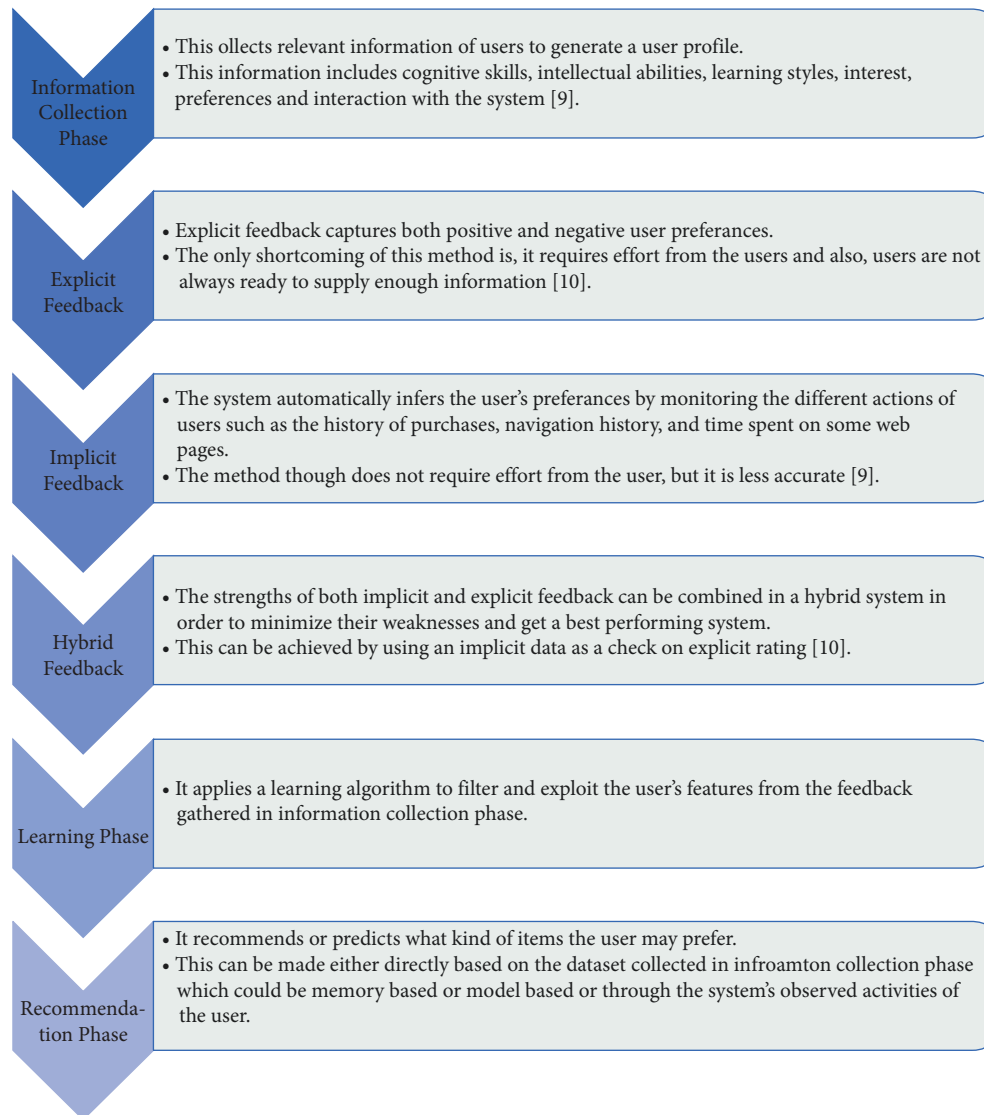 Information
Collection
Phase
• This ollects relevant information of users to generate a user profile.
• This information includes cognitive skills, intellectual abilities, learning styles, interest,
preferences and interaction with the system [9].
Explicit
Feedback
• Explicit feedback captures both positive and negative user preferances.
• The only shortcoming of this method is, it requires effort from the users and also, users are not
always ready to supply enough information [10].
Implicit
Feedback
• The system automatically infers the user's preferances by monitoring the different actions of
users such as the history of purchases, navigation history, and time spent on some web
pages.
• The method though does not require effort from the user, but it is less accurate [9].
Hybrid
Feedback
• The strengths of both implicit and explicit feedback can be combined in a hybrid system in
order to minimize their weaknesses and get a best performing system.
• This can be achieved by using an implicit data as a check on explicit rating [10].
Learning Phase
• It applies a learning algorithm to filter and exploit the user's features from the feedback
gathered in information collection phase.
Recommenda-
tion Phase
• It recommends or predicts what kind of items the user may prefer.
• This can be made either directly based on the dataset collected in infroamton collection phase
which could be memory based or model based or through the system's observed activities of
the user.